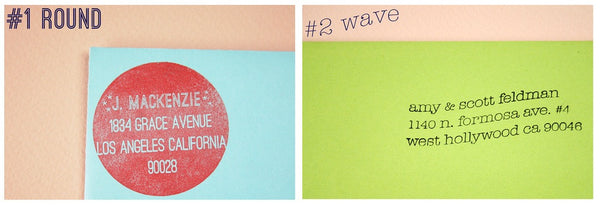 #1 ROUND
J. MACKENZIE
1834 GRACE AVENUE
LOS ANGELES CALIFORNIA
90028
#2 wave
amy & scott feldman
1140 n. formosa ave. #4
west hollywood ca 90046